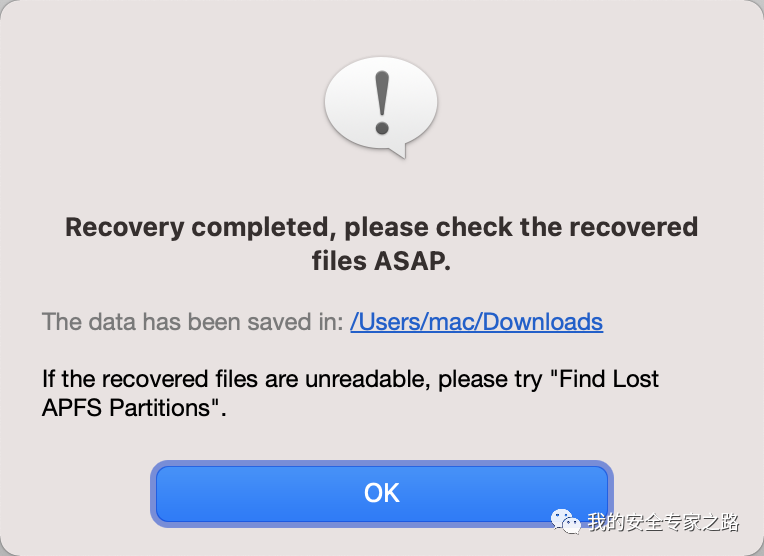 Recovery completed, please check the recovered
files ASAP.
The data has been saved in: /Users/mac/Downloads
If the recovered files are unreadable, please try "Find Lost
APFS Partitions".
OK
我的安全专家之路